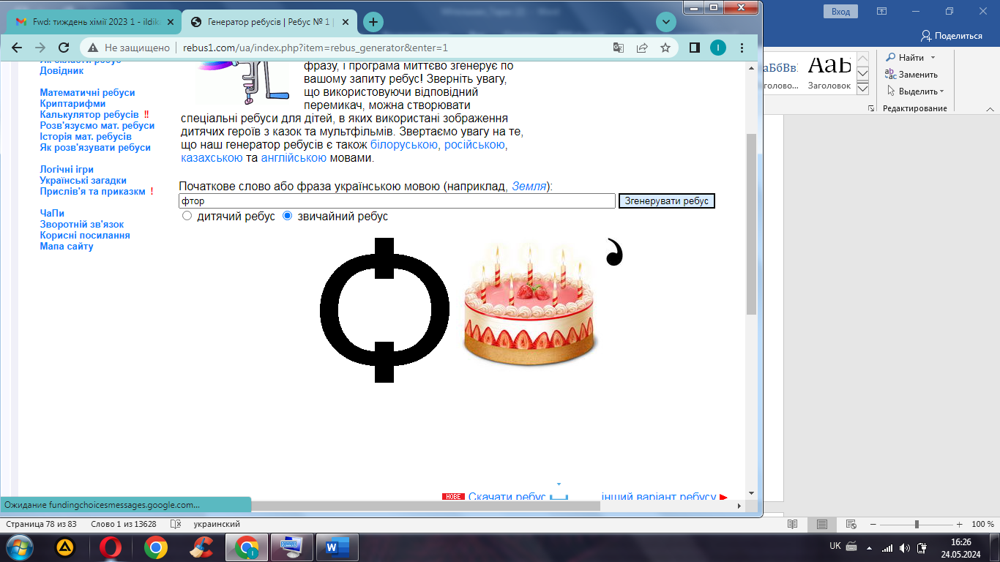 Fwd: тиждень хімії 2023 1 - ildik
Генератор ребусів | Ребус № 1 |
Вход
Поделиться
Не защищено
rebus1.com/ua/index.php?item=rebus_generator&enter=1
Найти
Заменить
Выделить
Заголовок
Редактирование
Довідник
Математичні ребуси
Криптарифми
Калькулятор ребусів !!
Розв'язуємо мат. ребуси
Історія мат. ребусів
Як розв'язувати ребуси
Логічні ігри
Українські загадки
Прислів'я та приказкм !
ЧаПи
Зворотній зв'язок
Корисні посилання
Мапа сайту
фразу, і програма миттєво згенерує по
вашому запиту ребус! Зверніть увагу,
що використовуючи відповідний
перемикач, можна створювати
спеціальні ребуси для дітей, в яких використані зображення
дитячих героїв з казок та мультфільмів. Звертаємо увагу на те,
що наш генератор ребусів є також білоруською, російською,
казахською та англійською мовами.
Початкове слово або фраза українською мовою (наприклад, Земля):
фтор
Згенерувати ребус
дитячий ребус звичайний ребус
Ф ,
НОВЕ Скачати ребус
інший варіант ребусу
Ожидание fundingchoicesmessages.google.com...
Страница 78 из 83 Слово 1 из 13628 украинский
100 %
UK
16:26
24.05.2024